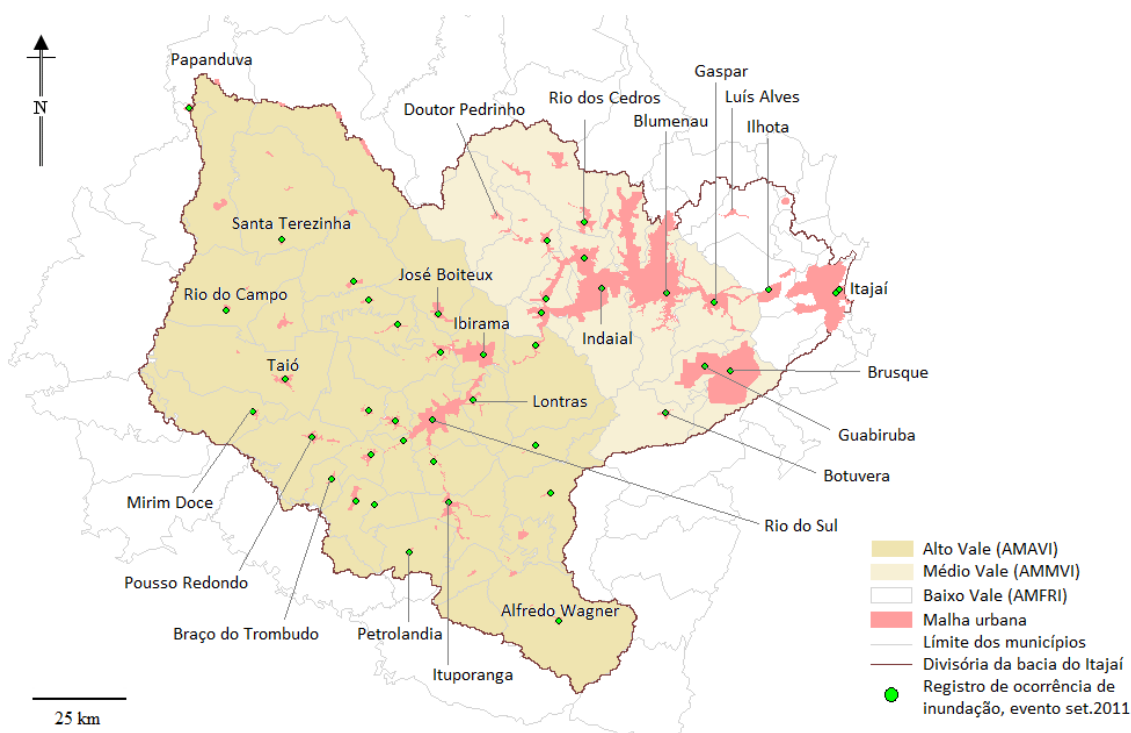 Papanduva
N
Gaspar
Rio dos Cedros
Luís Alves
Doutor Pedrinho
Blumenau
Ilhota
Santa Terezinha
José Boiteux
Itajaí
Rio do Campo
Ibirama
Indaial
Taió
Brusque
Lontras
Guabiruba
Botuvera
Mirim Doce
Rio do Sul
Pousso Redondo
Alfredo Wagner
Braço do Trombudo
Petrolandia
Ituporanga
Alto Vale (AMAVI)
Médio Vale (AMMVI)
Baixo Vale (AMFRI)
Malha urbana
Límite dos municípios
Divisória da bacia do Itajaí
Registro de ocorrência de
inundação, evento set.2011
25 km